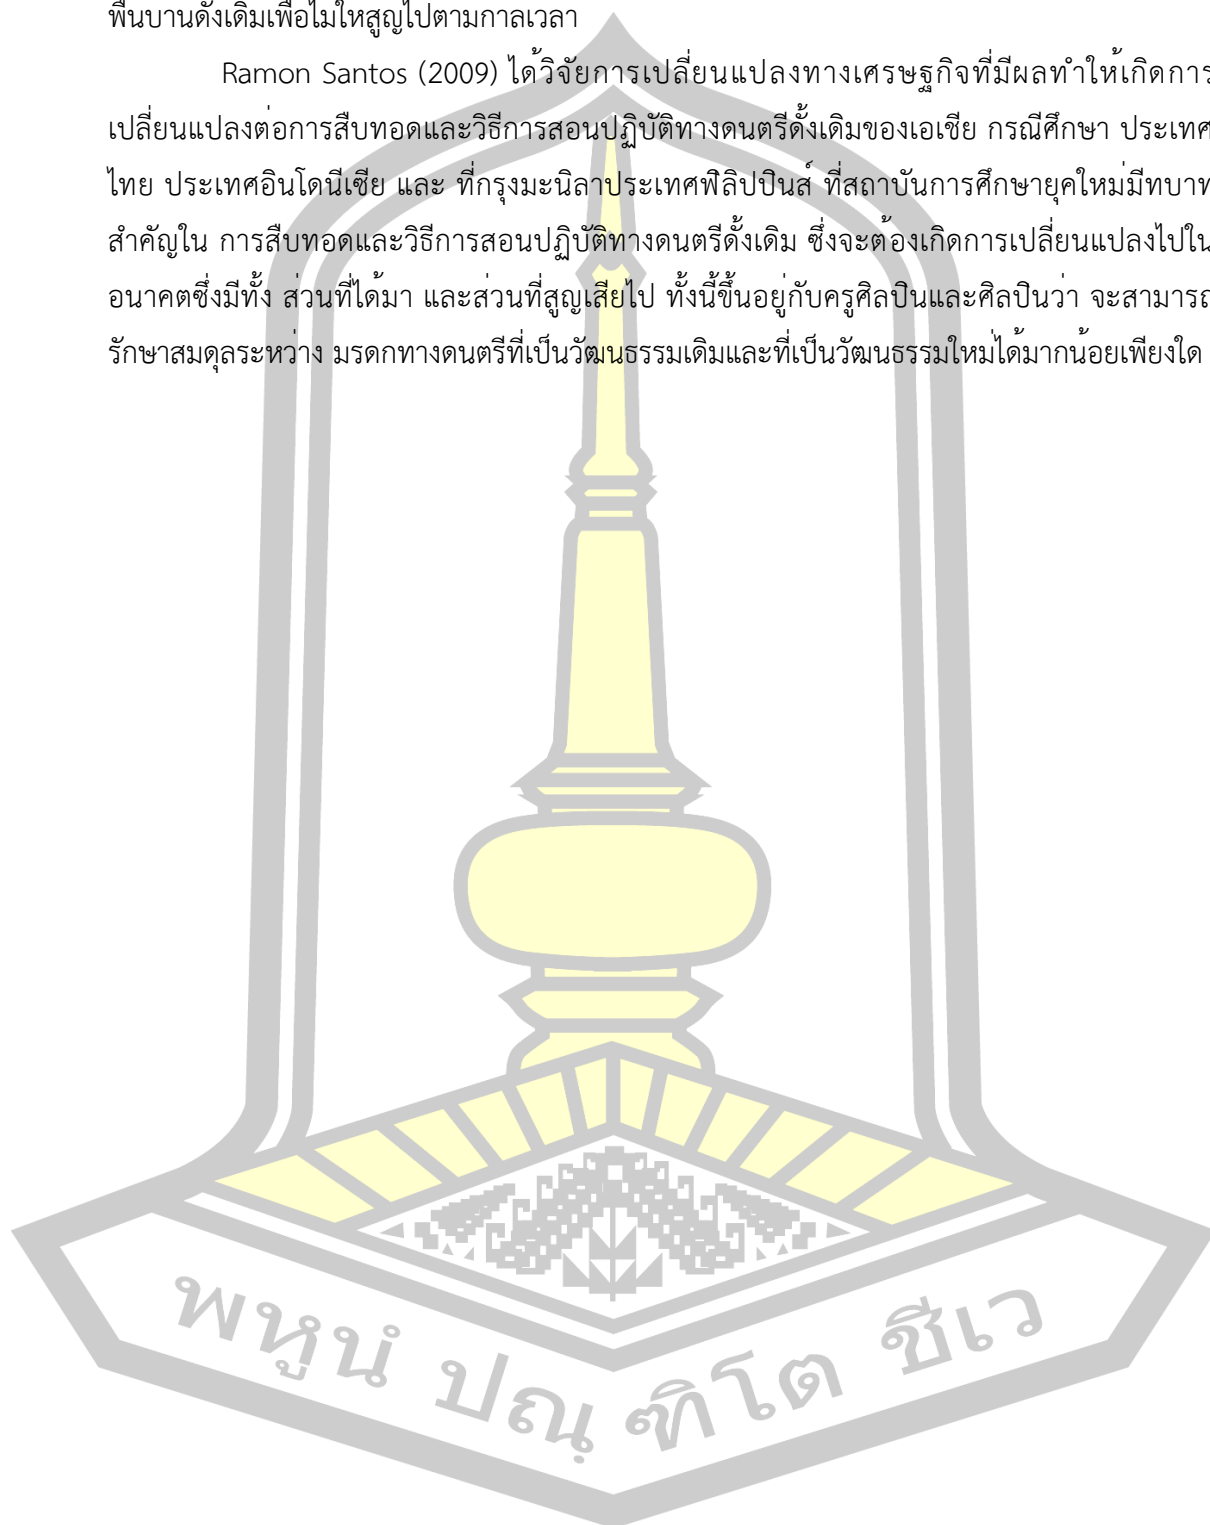 พื้นบ้านดั้งเดิมเพื่อไม่ให้สูญไปตามกาลเวลา
Ramon Santos (2009) ได้วิจัยการเปลี่ยนแปลงทางเศรษฐกิจที่มีผลทำให้เกิดการ
เปลี่ยนแปลงต่อการสืบทอดและวิธีการสอนปฏิบัติทางดนตรีดั้งเดิมของเอเชีย กรณีศึกษา ประเทศ
ไทย ประเทศอินโดนีเซีย และ ที่กรุงมะนิลาประเทศฟิลิปปินส์ ที่สถาบันการศึกษายุคใหม่มีทบาท
สำคัญใน การสืบทอดและวิธีการสอนปฏิบัติทางดนตรีดั้งเดิม ซึ่งจะต้องเกิดการเปลี่ยนแปลงไปใน
อนาคตซึ่งมีทั้ง ส่วนที่ได้มา และส่วนที่สูญเสียไป ทั้งนี้ขึ้นอยู่กับครูศิลปินและศิลปินว่า จะสามารถ
รักษาสมดุลระหว่าง มรดกทางดนตรีที่เป็นวัฒนธรรมเดิมและที่เป็นวัฒนธรรมใหม่ได้มากน้อยเพียงใด
พหูนํ ปณฺฑิโต ชีเว